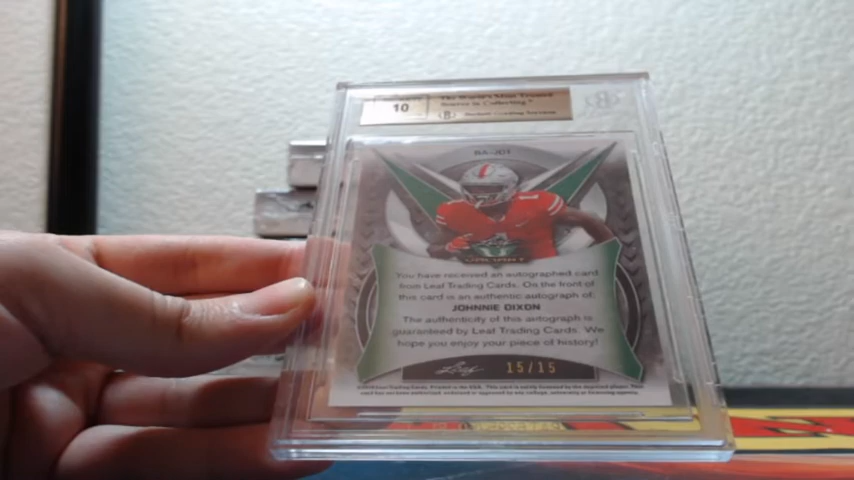 10
The World's Most Trusted
Source in Collecting
BA-JD1
VALIANT
You have received an autographed card
from Leaf Trading Cards. On the front of
this card is an authentic autograph of:
JOHNNIE DIXON
The authenticity of this autograph is
guaranteed by Leaf Trading Cards. We
hope you enjoy your piece of history!
Leaf
15/15